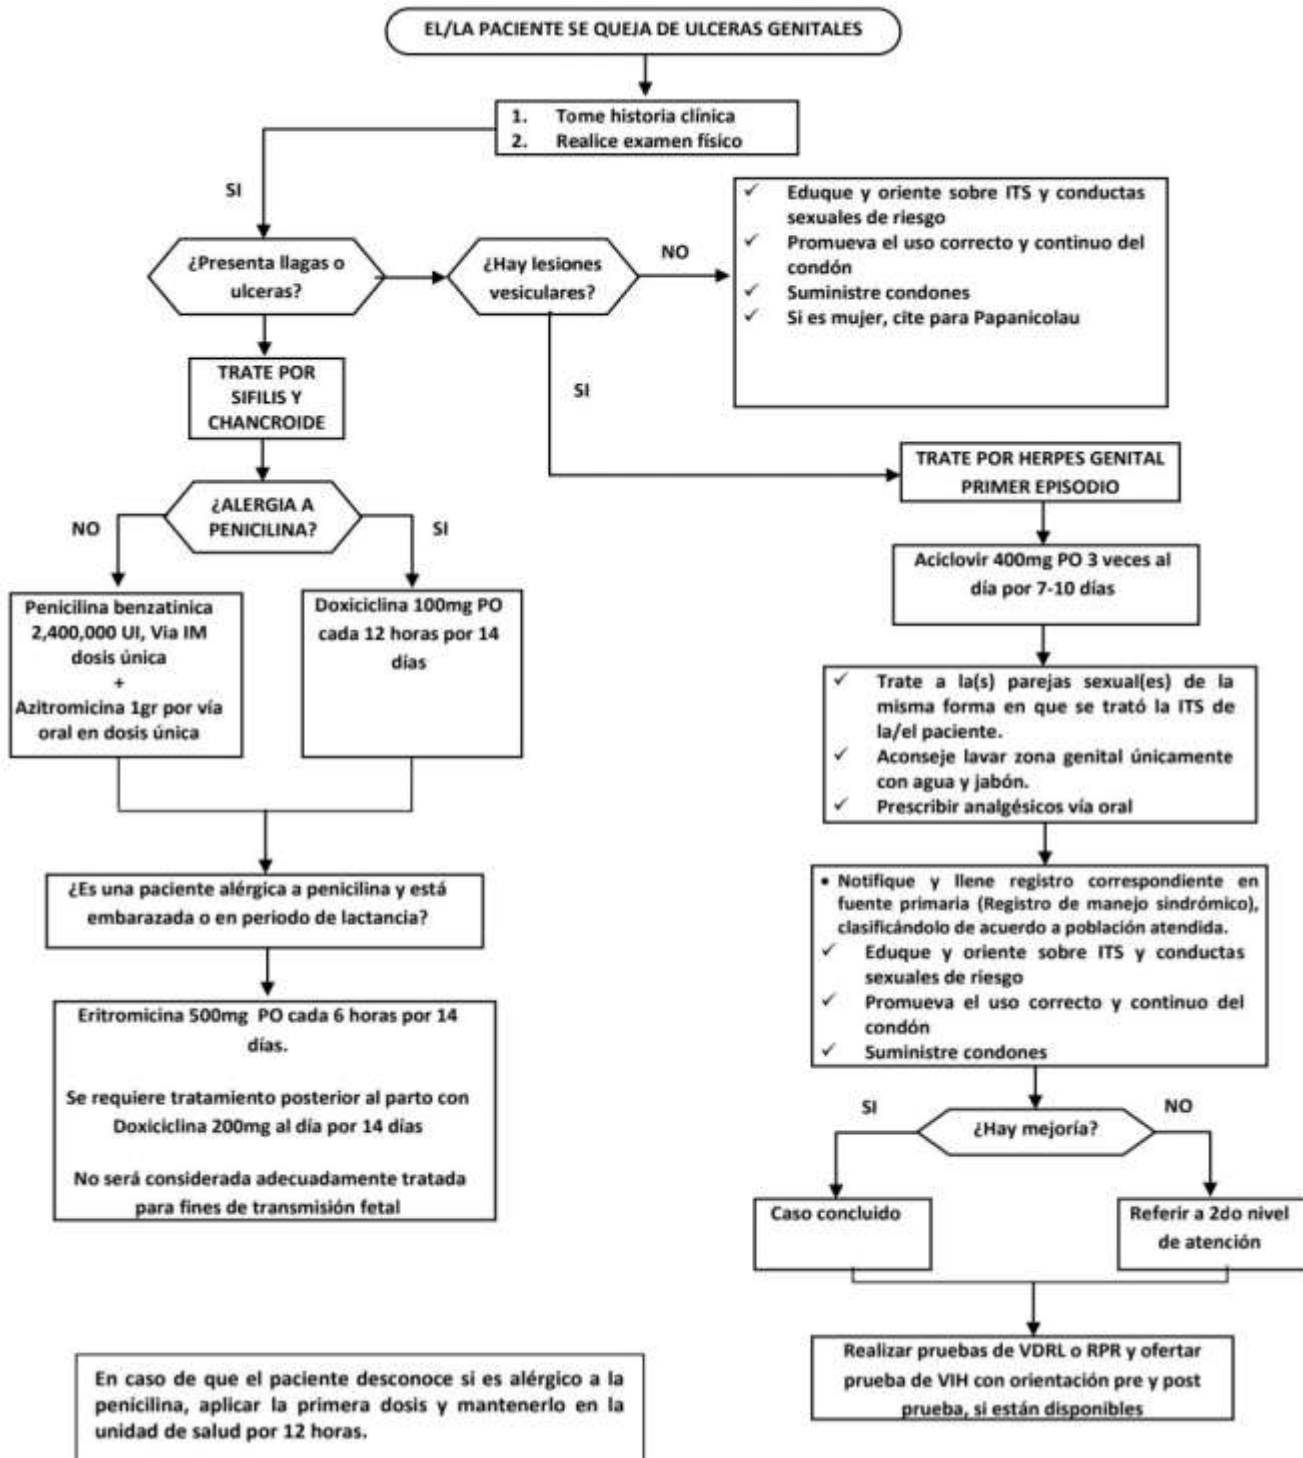 EL/LA PACIENTE SE QUEJA DE ULCERAS GENITALES
1. Tome historia clínica
2. Realice examen físico
SI
¿Presenta llagas o
ulceras?
¿Hay lesiones
vesiculares?
NO
✓ Eduque y oriente sobre ITS y conductas
sexuales de riesgo
✓ Promueva el uso correcto y continuo del
condón
✓ Suministre condones
✓ Si es mujer, cite para Papanicolau
TRATE POR
SIFILIS Y
CHANCROIDE
SI
¿ALERGIA A
PENICILINA?
NO
SI
Penicilina benzatinica
2,400,000 UI, Via IM
dosis única
+
Azitromicina 1gr por vía
oral en dosis única
Doxiciclina 100mg PO
cada 12 horas por 14
días
¿Es una paciente alérgica a penicilina y está
embarazada o en periodo de lactancia?
Eritromicina 500mg PO cada 6 horas por 14
días.
Se requiere tratamiento posterior al parto con
Doxiciclina 200mg al día por 14 días
No será considerada adecuadamente tratada
para fines de transmisión fetal
TRATE POR HERPES GENITAL
PRIMER EPISODIO
Aciclovir 400mg PO 3 veces al
día por 7-10 días
✓ Trate a la(s) parejas sexual(es) de la
misma forma en que se trató la ITS de
la/el paciente.
✓ Aconseje lavar zona genital únicamente
con agua y jabón.
✓ Prescribir analgésicos vía oral
• Notifique y llene registro correspondiente en
fuente primaria (Registro de manejo sindrómico),
clasificándolo de acuerdo a población atendida.
✓ Eduque y oriente sobre ITS y conductas
sexuales de riesgo
✓ Promueva el uso correcto y continuo del
condón
✓ Suministre condones
SI
NO
¿Hay mejoría?
Caso concluido
Referir a 2do nivel
de atención
Realizar pruebas de VDRL o RPR y ofertar
prueba de VIH con orientación pre y post
prueba, si están disponibles
En caso de que el paciente desconoce si es alérgico a la
penicilina, aplicar la primera dosis y mantenerlo en la
unidad de salud por 12 horas.